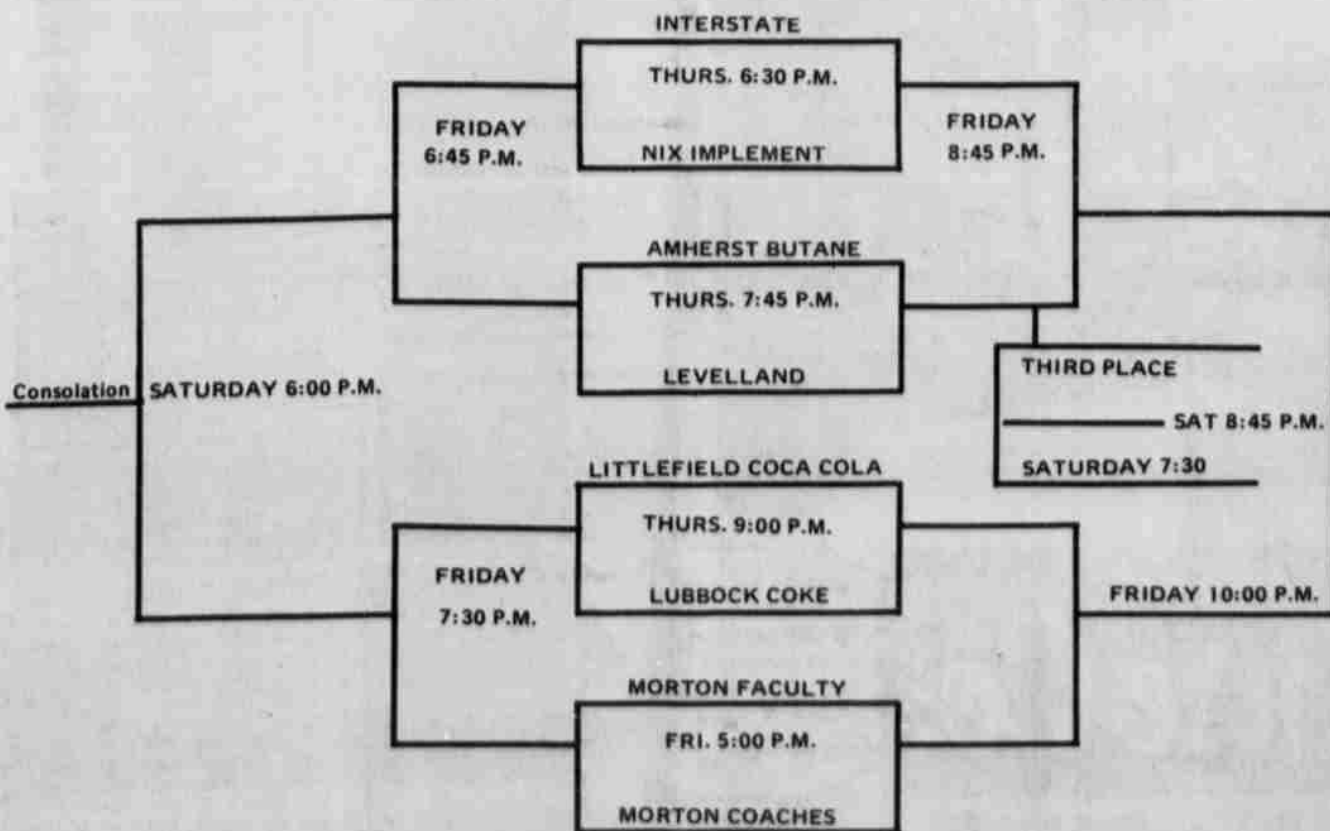 INTERSTATE
THURS. 6:30 P.M.
NIX IMPLEMENT
FRIDAY
6:45 P.M.
FRIDAY
8:45 P.M.
AMHERST BUTANE
THURS. 7:45 P.M.
LEVELLAND
Consolation
SATURDAY 6:00 P.M.
THIRD PLACE
SAT 8:45 P.M.
SATURDAY 7:30
LITTLEFIELD COCA COLA
THURS. 9:00 P.M.
LUBBOCK COKE
FRIDAY
7:30 P.M.
FRIDAY 10:00 P.M.
MORTON FACULTY
FRI. 5:00 P.M.
MORTON COACHES